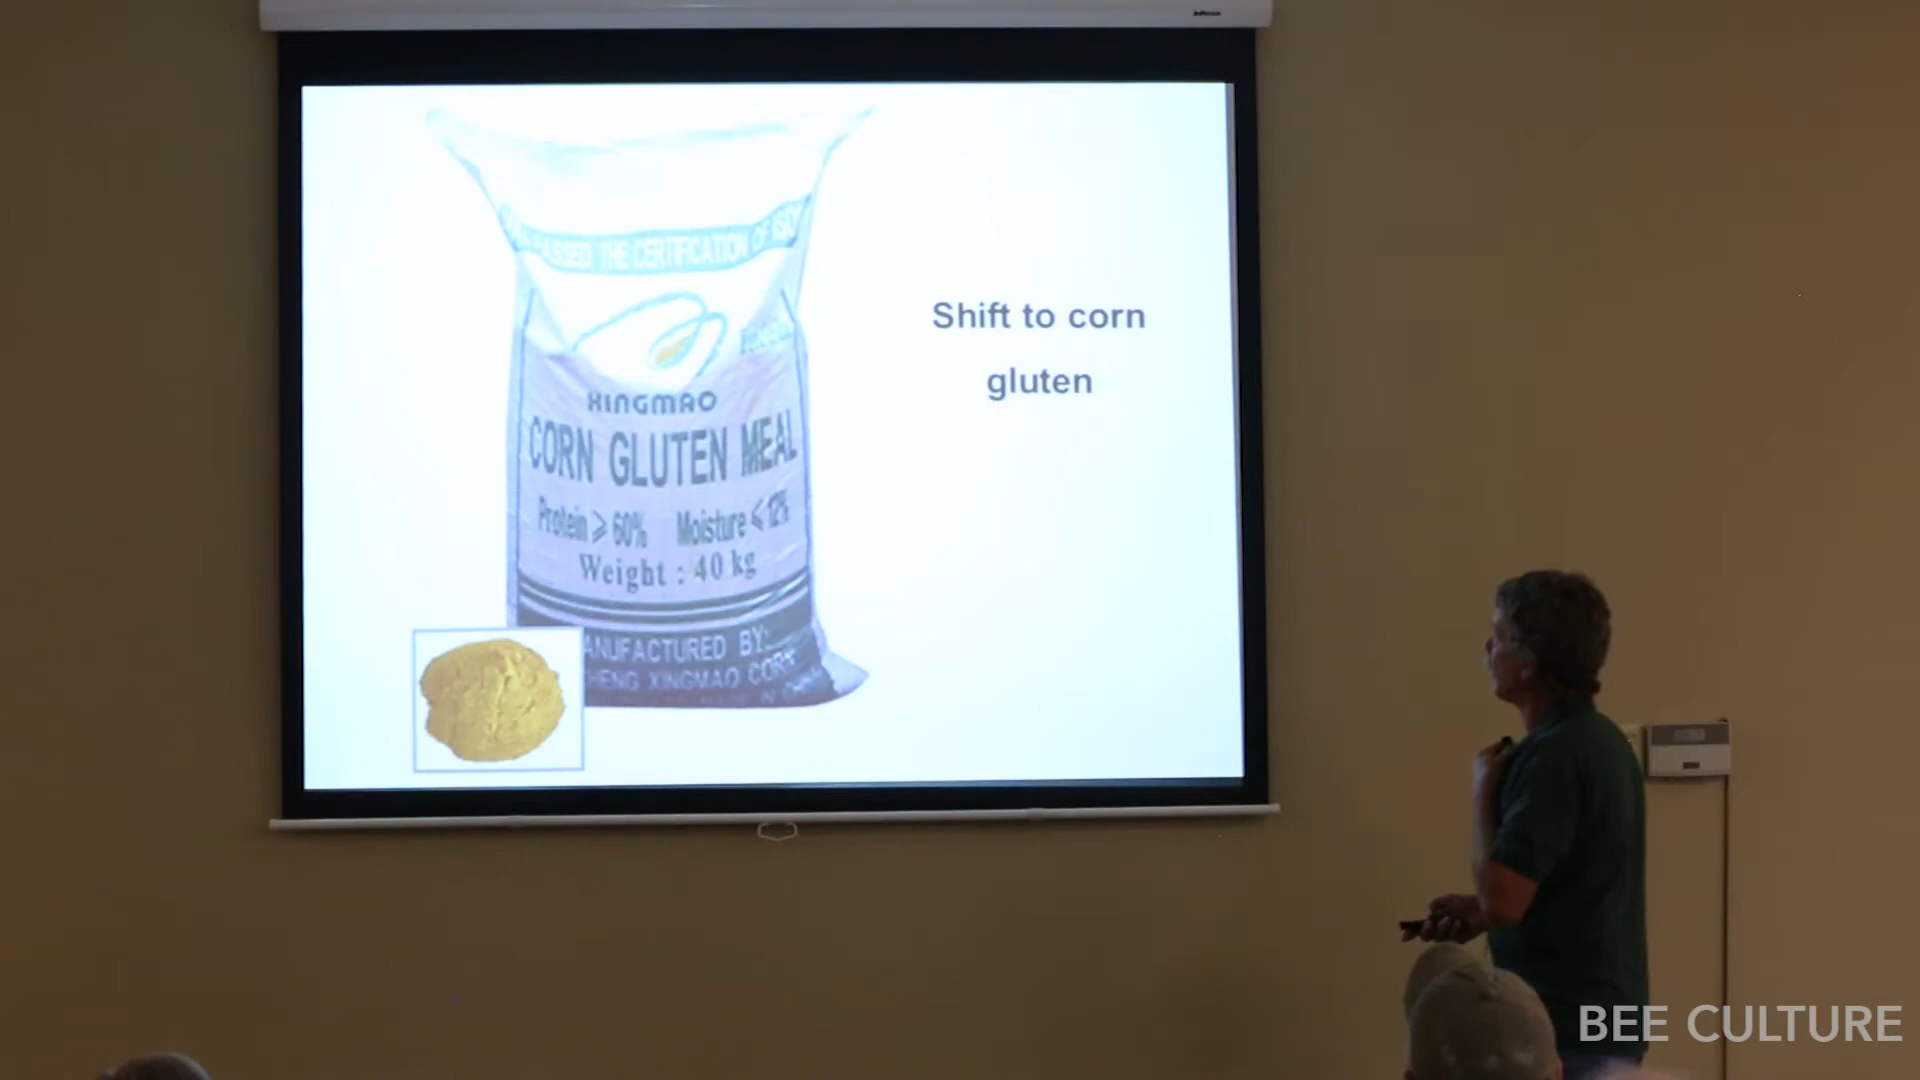 PASSED THE CERTIFICATION OF ISO
XINGMAO
CORN GLUTEN MEAL
Protein ⩾ 60% Moisture ⩽ 12%
Weight : 40 kg
MANUFACTURED BY:
XINGMAO CORN
Shift to corn
gluten
BEE CULTURE